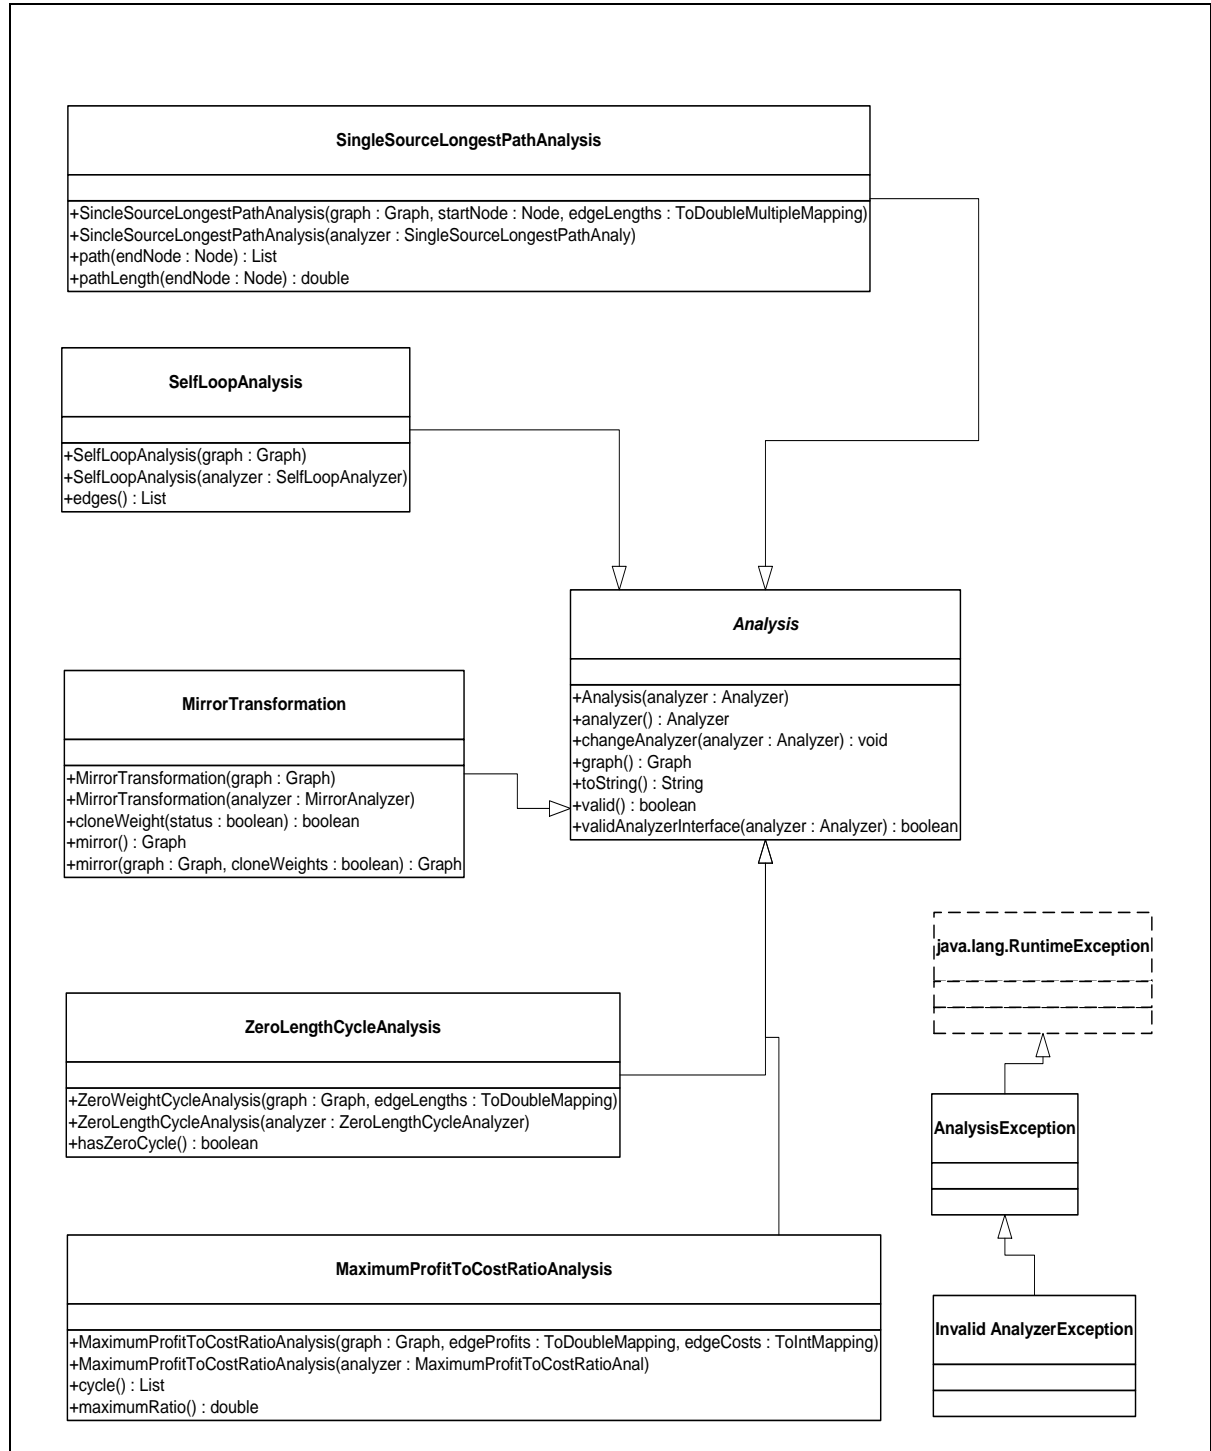 SingleSourceLongestPathAnalysis
+SincleSourceLongestPathAnalysis(graph : Graph, startNode : Node, edgeLengths : ToDoubleMultipleMapping)
+SincleSourceLongestPathAnalysis(analyzer : SingleSourceLongestPathAnaly)
+path(endNode : Node) : List
+pathLength(endNode : Node) : double
SelfLoopAnalysis
+SelfLoopAnalysis(graph : Graph)
+SelfLoopAnalysis(analyzer : SelfLoopAnalyzer)
+edges() : List
Analysis
+Analysis(analyzer : Analyzer)
+analyzer() : Analyzer
+changeAnalyzer(analyzer : Analyzer) : void
+graph() : Graph
+toString() : String
+valid() : boolean
+validAnalyzerInterface(analyzer : Analyzer) : boolean
MirrorTransformation
+MirrorTransformation(graph : Graph)
+MirrorTransformation(analyzer : MirrorAnalyzer)
+cloneWeight(status : boolean) : boolean
+mirror() : Graph
+mirror(graph : Graph, cloneWeights : boolean) : Graph
java.lang.RuntimeException
ZeroLengthCycleAnalysis
+ZeroWeightCycleAnalysis(graph : Graph, edgeLengths : ToDoubleMapping)
+ZeroLengthCycleAnalysis(analyzer : ZeroLengthCycleAnalyzer)
+hasZeroCycle() : boolean
AnalysisException
MaximumProfitToCostRatioAnalysis
+MaximumProfitToCostRatioAnalysis(graph : Graph, edgeProfits : ToDoubleMapping, edgeCosts : ToIntMapping)
+MaximumProfitToCostRatioAnalysis(analyzer : MaximumProfitToCostRatioAnal)
+cycle() : List
+maximumRatio() : double
Invalid AnalyzerException